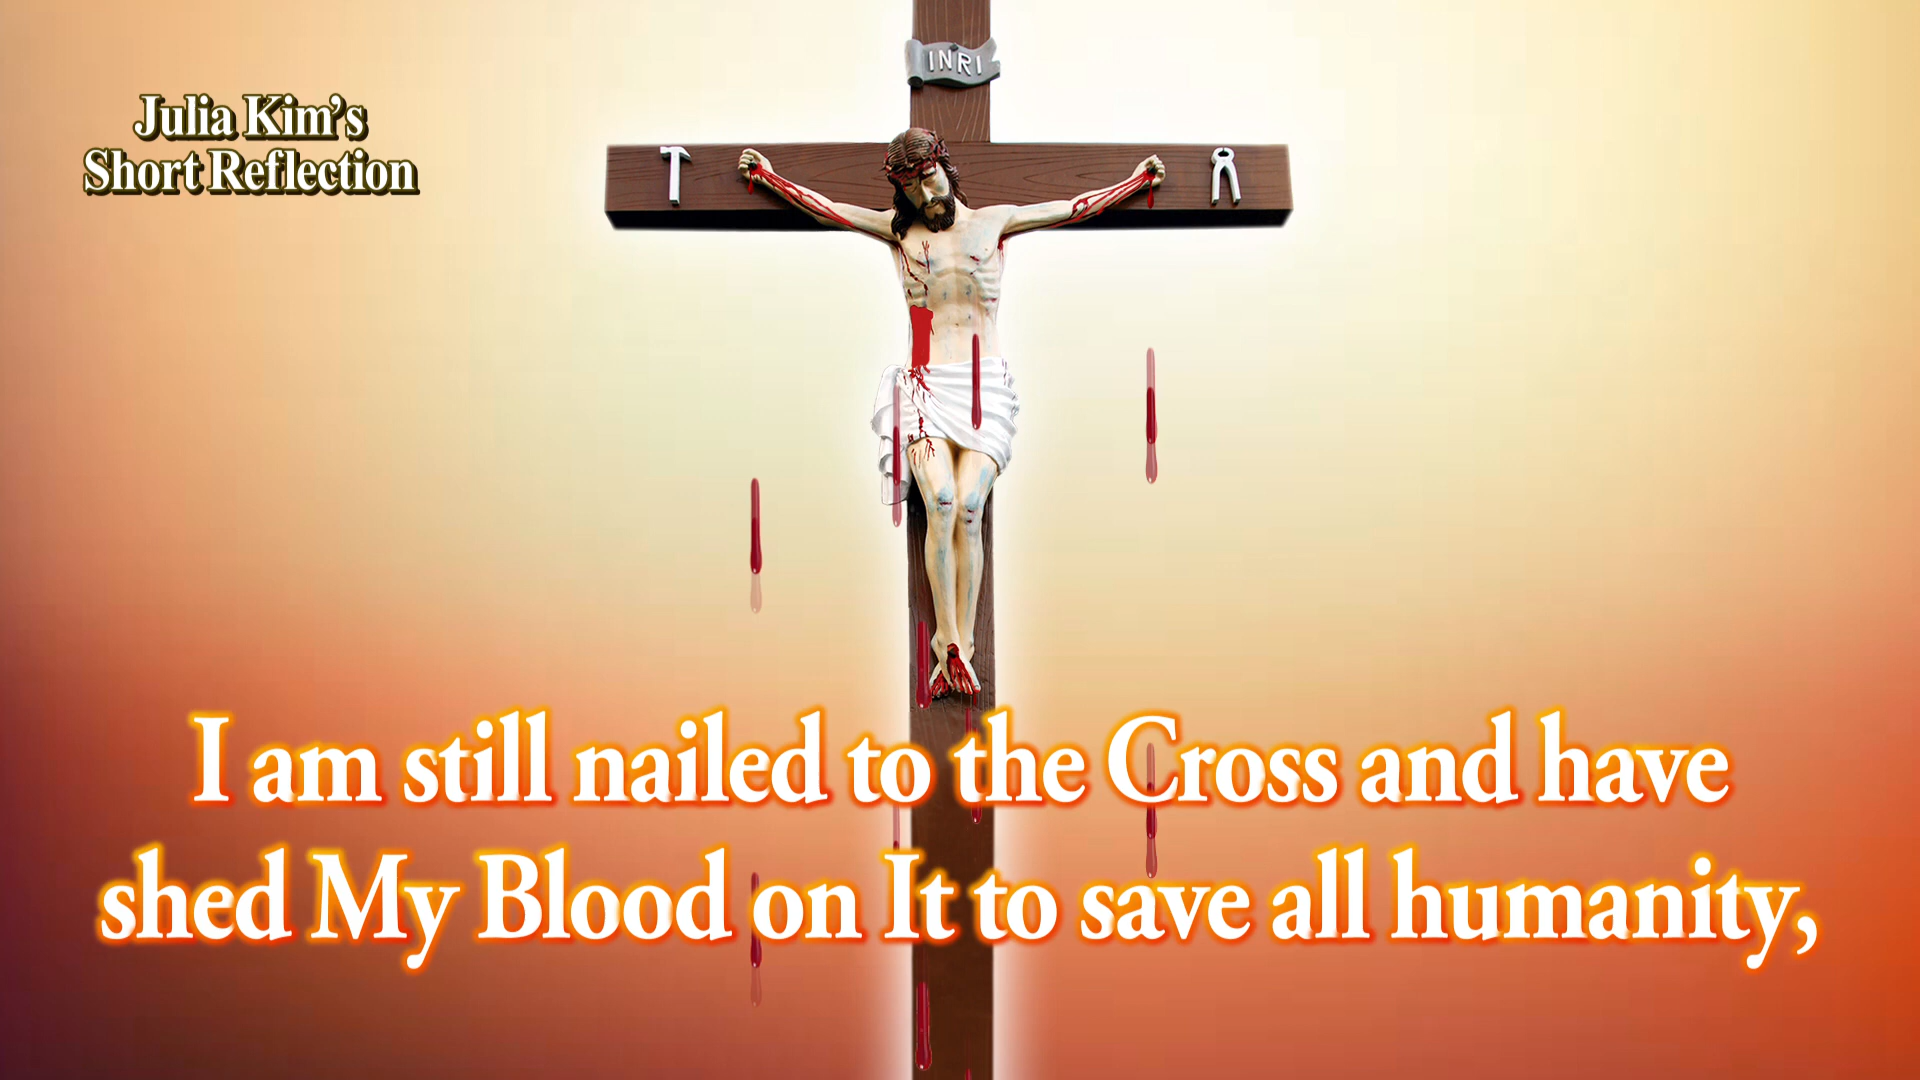 INRI
Julia Kim's
Short Reflection
I am still nailed to the Cross and have
shed My Blood on It to save all humanity,